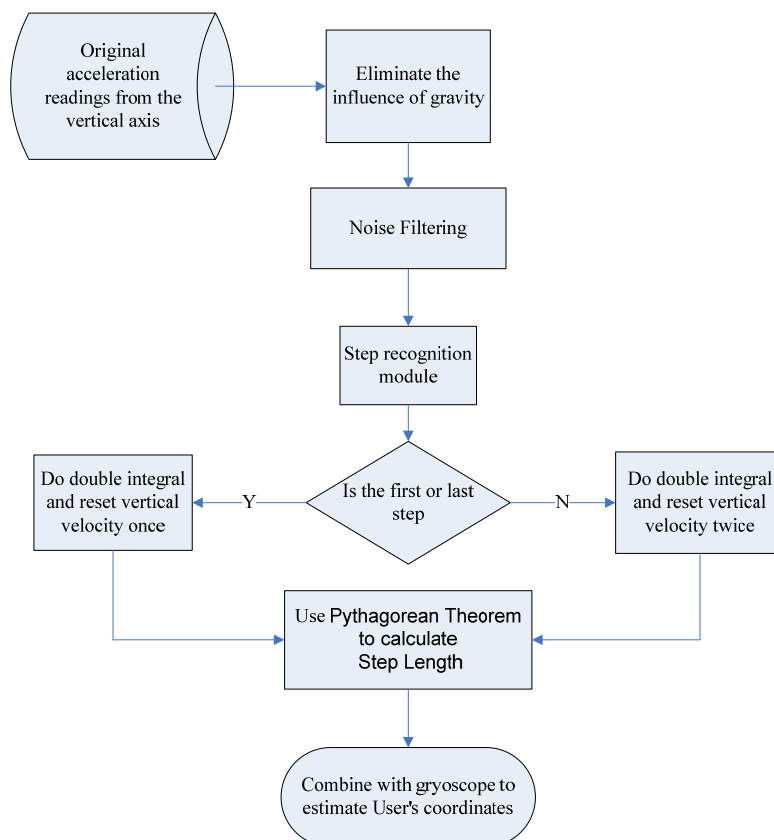 Original
acceleration
readings from the
vertical axis
Eliminate the
influence of gravity
Noise Filtering
Step recognition
module
Is the first or last
step
Y
N
Do double integral
and reset vertical
velocity once
Do double integral
and reset vertical
velocity twice
Use Pythagorean Theorem
to calculate
Step Length
Combine with gryoscope to
estimate User's coordinates